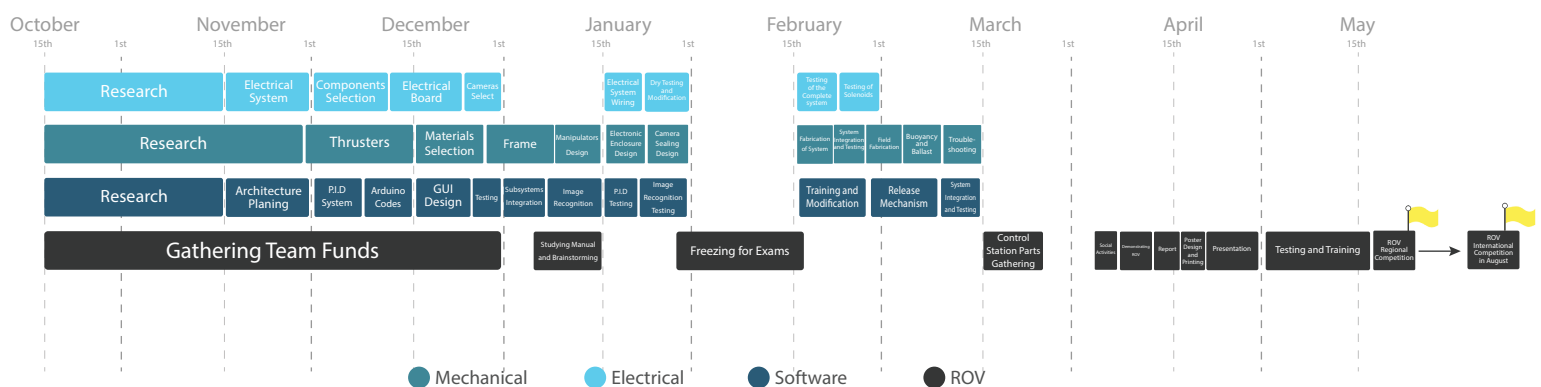 October November December January February March April May
15th 1st 15th 1st 15th 1st 15th 1st 15th 1st 15th 1st 15th 1st 15th
Research
Electrical
System
Components
Selection
Electrical
Board
Cameras
Select
Electrical
System
Wiring
Dry Testing
and
Modification
Testing
of the
Complete
system
Testing of
Solenoids
Research
Thrusters
Materials
Selection
Frame
Manipulators
Design
Electronic
Enclosure
Design
Camera
Sealing
Design
Fabrication
of System
System
Integration
and Testing
Field
Fabrication
Buoyancy
and
Ballast
Trouble-
shooting
Research
Architecture
Planing
P.I.D
System
Arduino
Codes
GUI
Design
Testing
Subsystems
Integration
Image
Recognition
P.I.D
Testing
Image
Recognition
Testing
Training and
Modification
Release
Mechanism
System
Integration
and Testing
Gathering Team Funds
Studying Manual
and Brainstorming
Freezing for Exams
Control
Station Parts
Gathering
Social
Activities
Demonstrating
ROV
Report
Poster
Design
and
Printing
Presentation
Testing and Training
ROV
Regional
Competition
ROV
International
Competition
in August
Mechanical Electrical Software ROV